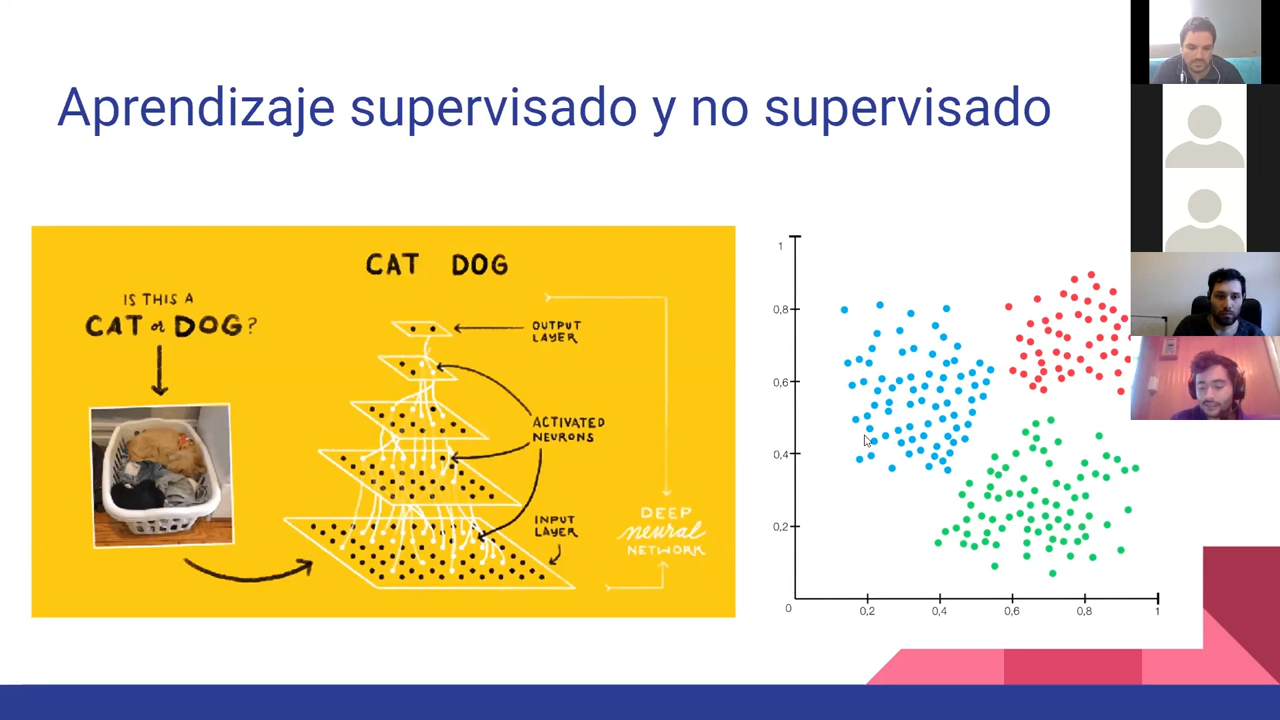 Aprendizaje supervisado y no supervisado
IS THIS A
CAT or DOG?
CAT DOG
OUTPUT
LAYER
ACTIVATED
NEURONS
INPUT
LAYER
DEEP
neural
NETWORK
1
0,8
0,6
0,4
0,2
0
0,2
0,4
0,6
0,8
1